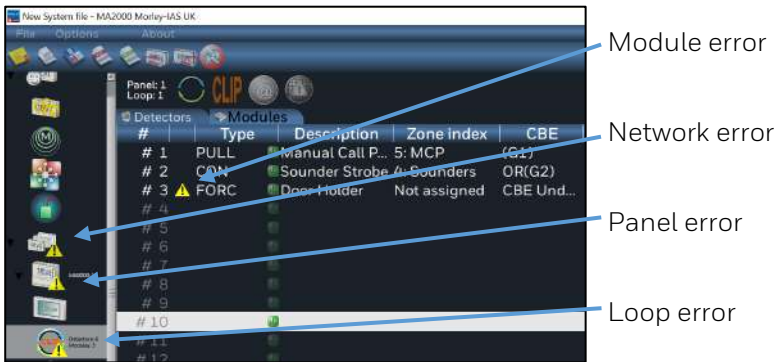 New System file - MA2000 Morley-IAS UK
File Options About
Panel: 1
Loop: 1
CLIP
Detectors Modules
# Type Description Zone index CBE
# 1 PULL Manual Call P... 5: MCP (G1)
# 2 CON Sounder Strobe 4: Sounders OR(G2)
# 3 FORC Door Holder Not assigned CBE Und...
# 4
# 5
# 6
# 7
# 8
# 9
# 10
# 11
# 12
Module error
Network error
Panel error
Loop error